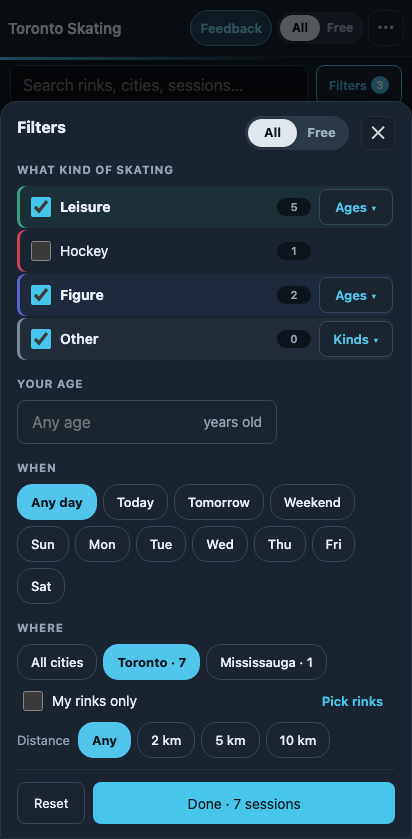 Toronto Skating Feedback All Free •••
Search rinks, cities, sessions... Filters 3
Filters All Free ×
WHAT KIND OF SKATING
Leisure 5 Ages ▾
Hockey 1
Figure 2 Ages ▾
Other 0 Kinds ▾
YOUR AGE
Any age years old
WHEN
Any day Today Tomorrow Weekend
Sun Mon Tue Wed Thu Fri
Sat
WHERE
All cities Toronto · 7 Mississauga · 1
My rinks only Pick rinks
Distance Any 2 km 5 km 10 km
Reset Done · 7 sessions